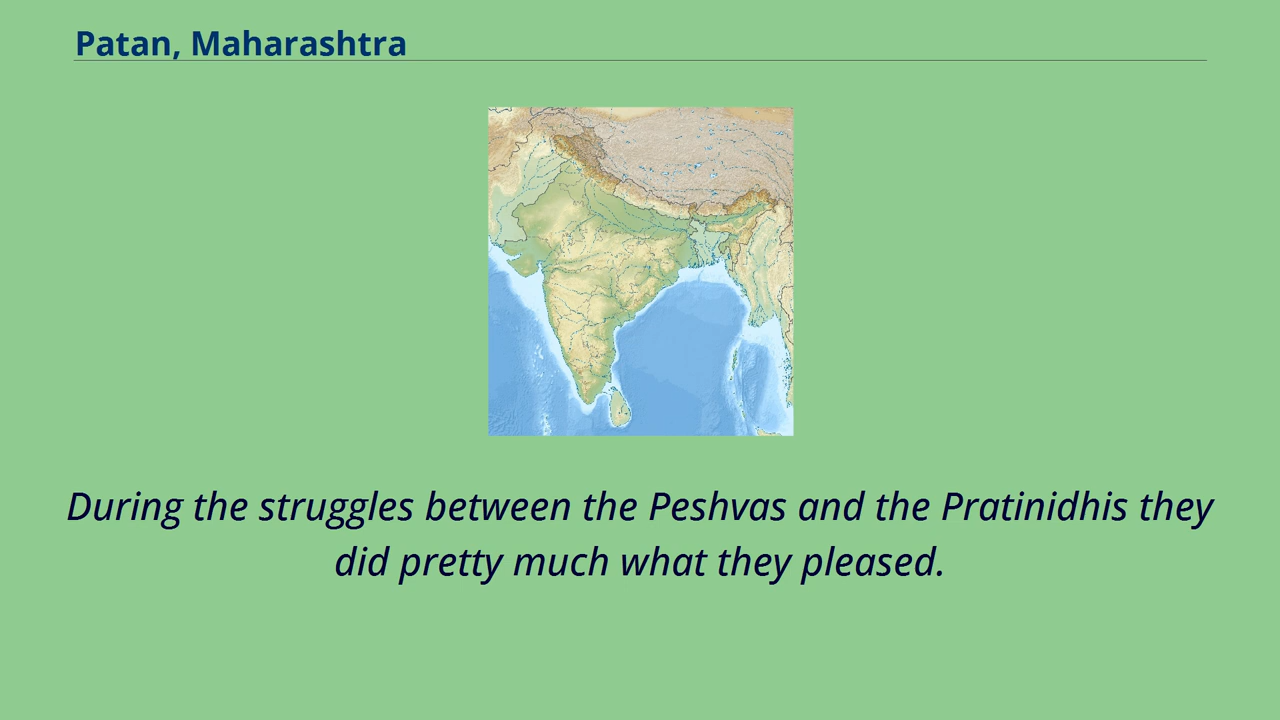 Patan, Maharashtra
During the struggles between the Peshvas and the Pratinidhis they
did pretty much what they pleased.